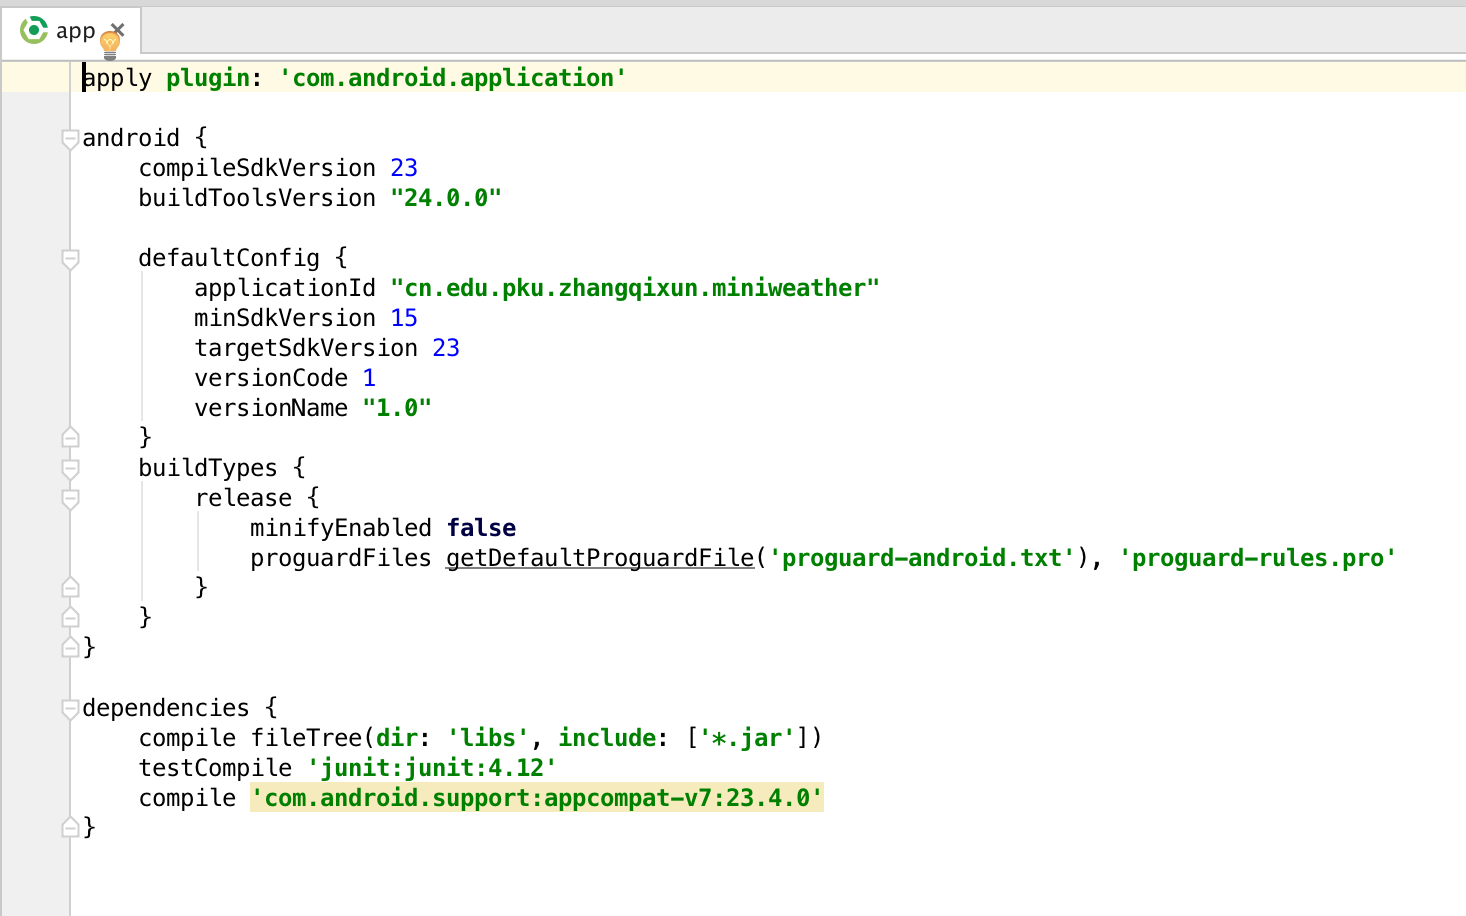 app
apply plugin: 'com.android.application'
android {
compileSdkVersion 23
buildToolsVersion "24.0.0"
defaultConfig {
applicationId "cn.edu.pku.zhangqixun.miniweather"
minSdkVersion 15
targetSdkVersion 23
versionCode 1
versionName "1.0"
}
buildTypes {
release {
minifyEnabled false
proguardFiles getDefaultProguardFile('proguard-android.txt'), 'proguard-rules.pro'
}
}
}
dependencies {
compile fileTree(dir: 'libs', include: ['*.jar'])
testCompile 'junit:junit:4.12'
compile 'com.android.support:appcompat-v7:23.4.0'
}